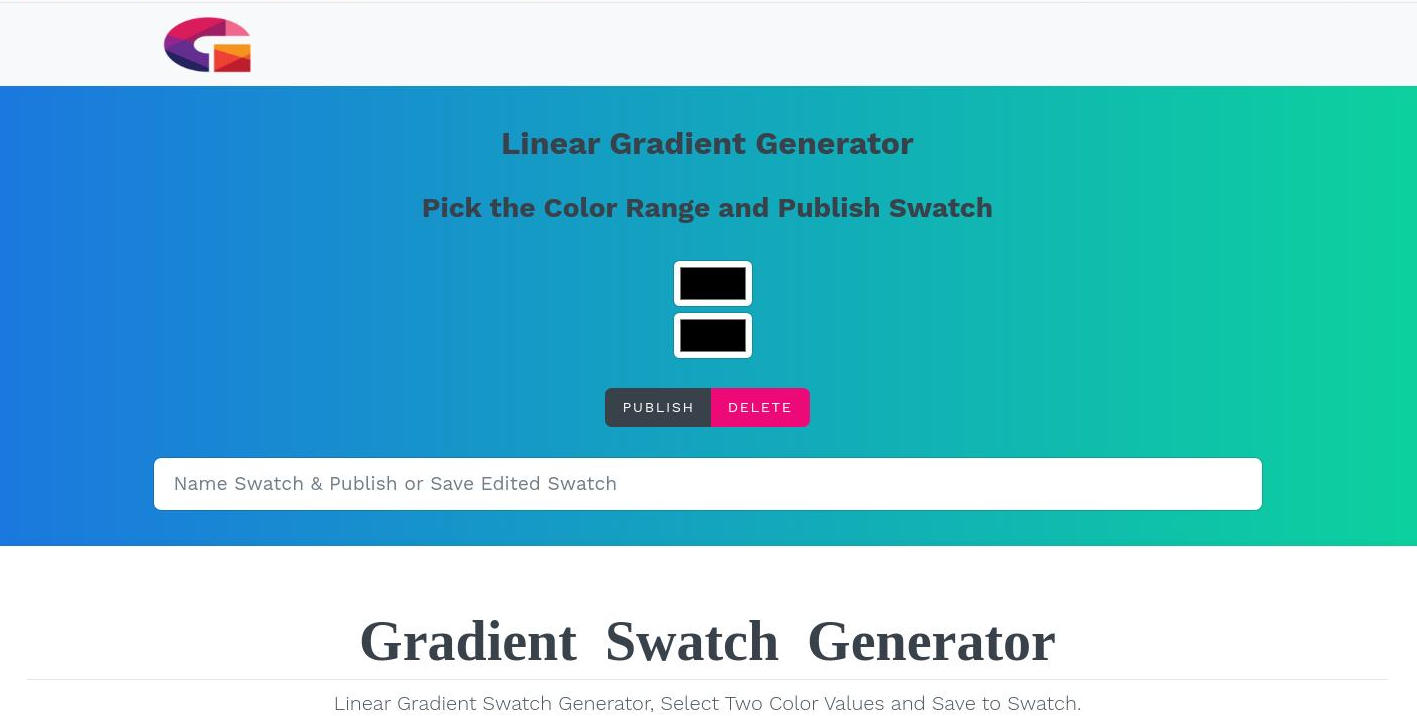 Linear Gradient Generator
Pick the Color Range and Publish Swatch
PUBLISH DELETE
Name Swatch & Publish or Save Edited Swatch
Gradient Swatch Generator
Linear Gradient Swatch Generator, Select Two Color Values and Save to Swatch.